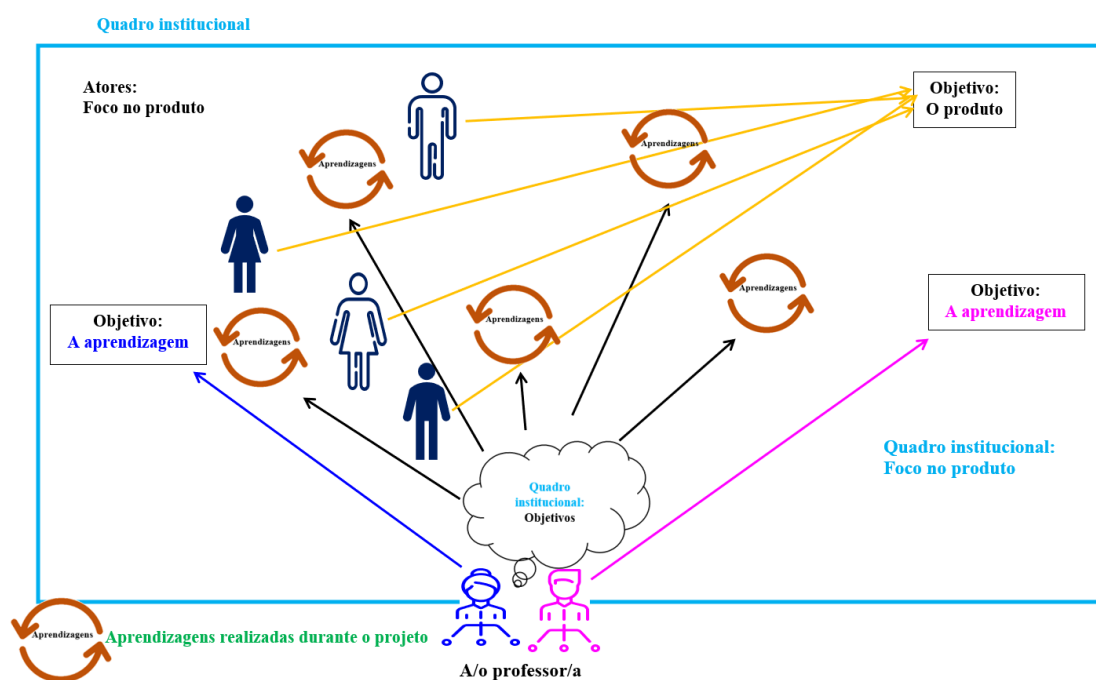 Quadro institucional
Atores:
Foco no produto
Objetivo:
O produto
Aprendizagens
Aprendizagens
Aprendizagens
Objetivo:
A aprendizagem
Aprendizagens
Aprendizagens
Objetivo:
A aprendizagem
Quadro institucional:
Foco no produto
Quadro
institucional:
Objetivos
Aprendizagens
Aprendizagens realizadas durante o projeto
A/o professor/a